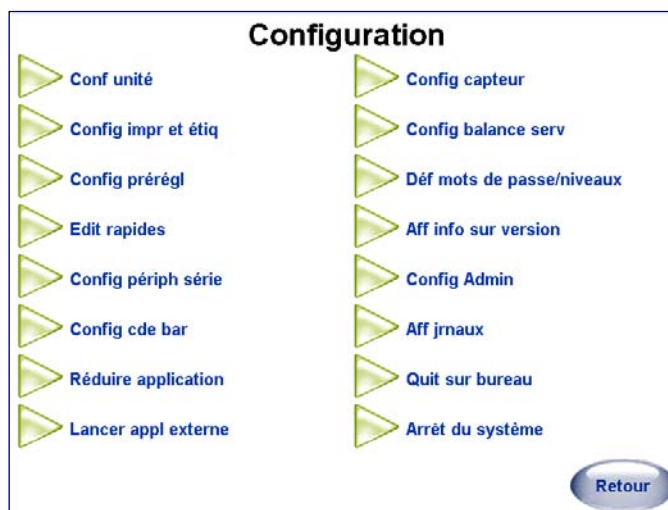 Configuration
Conf unité
Config impr et étiq
Config prérégl
Edit rapides
Config périph série
Config cde bar
Réduire application
Lancer appl externe
Config capteur
Config balance serv
Déf mots de passe/niveaux
Aff info sur version
Config Admin
Aff jrnaux
Quit sur bureau
Arrêt du système
Retour